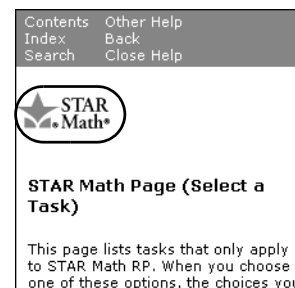 Contents Other Help
Index Back
Search Close Help
STAR
Math®
STAR Math Page (Select a
Task)
This page lists tasks that only apply
to STAR Math RP. When you choose
one of these options, the choices you